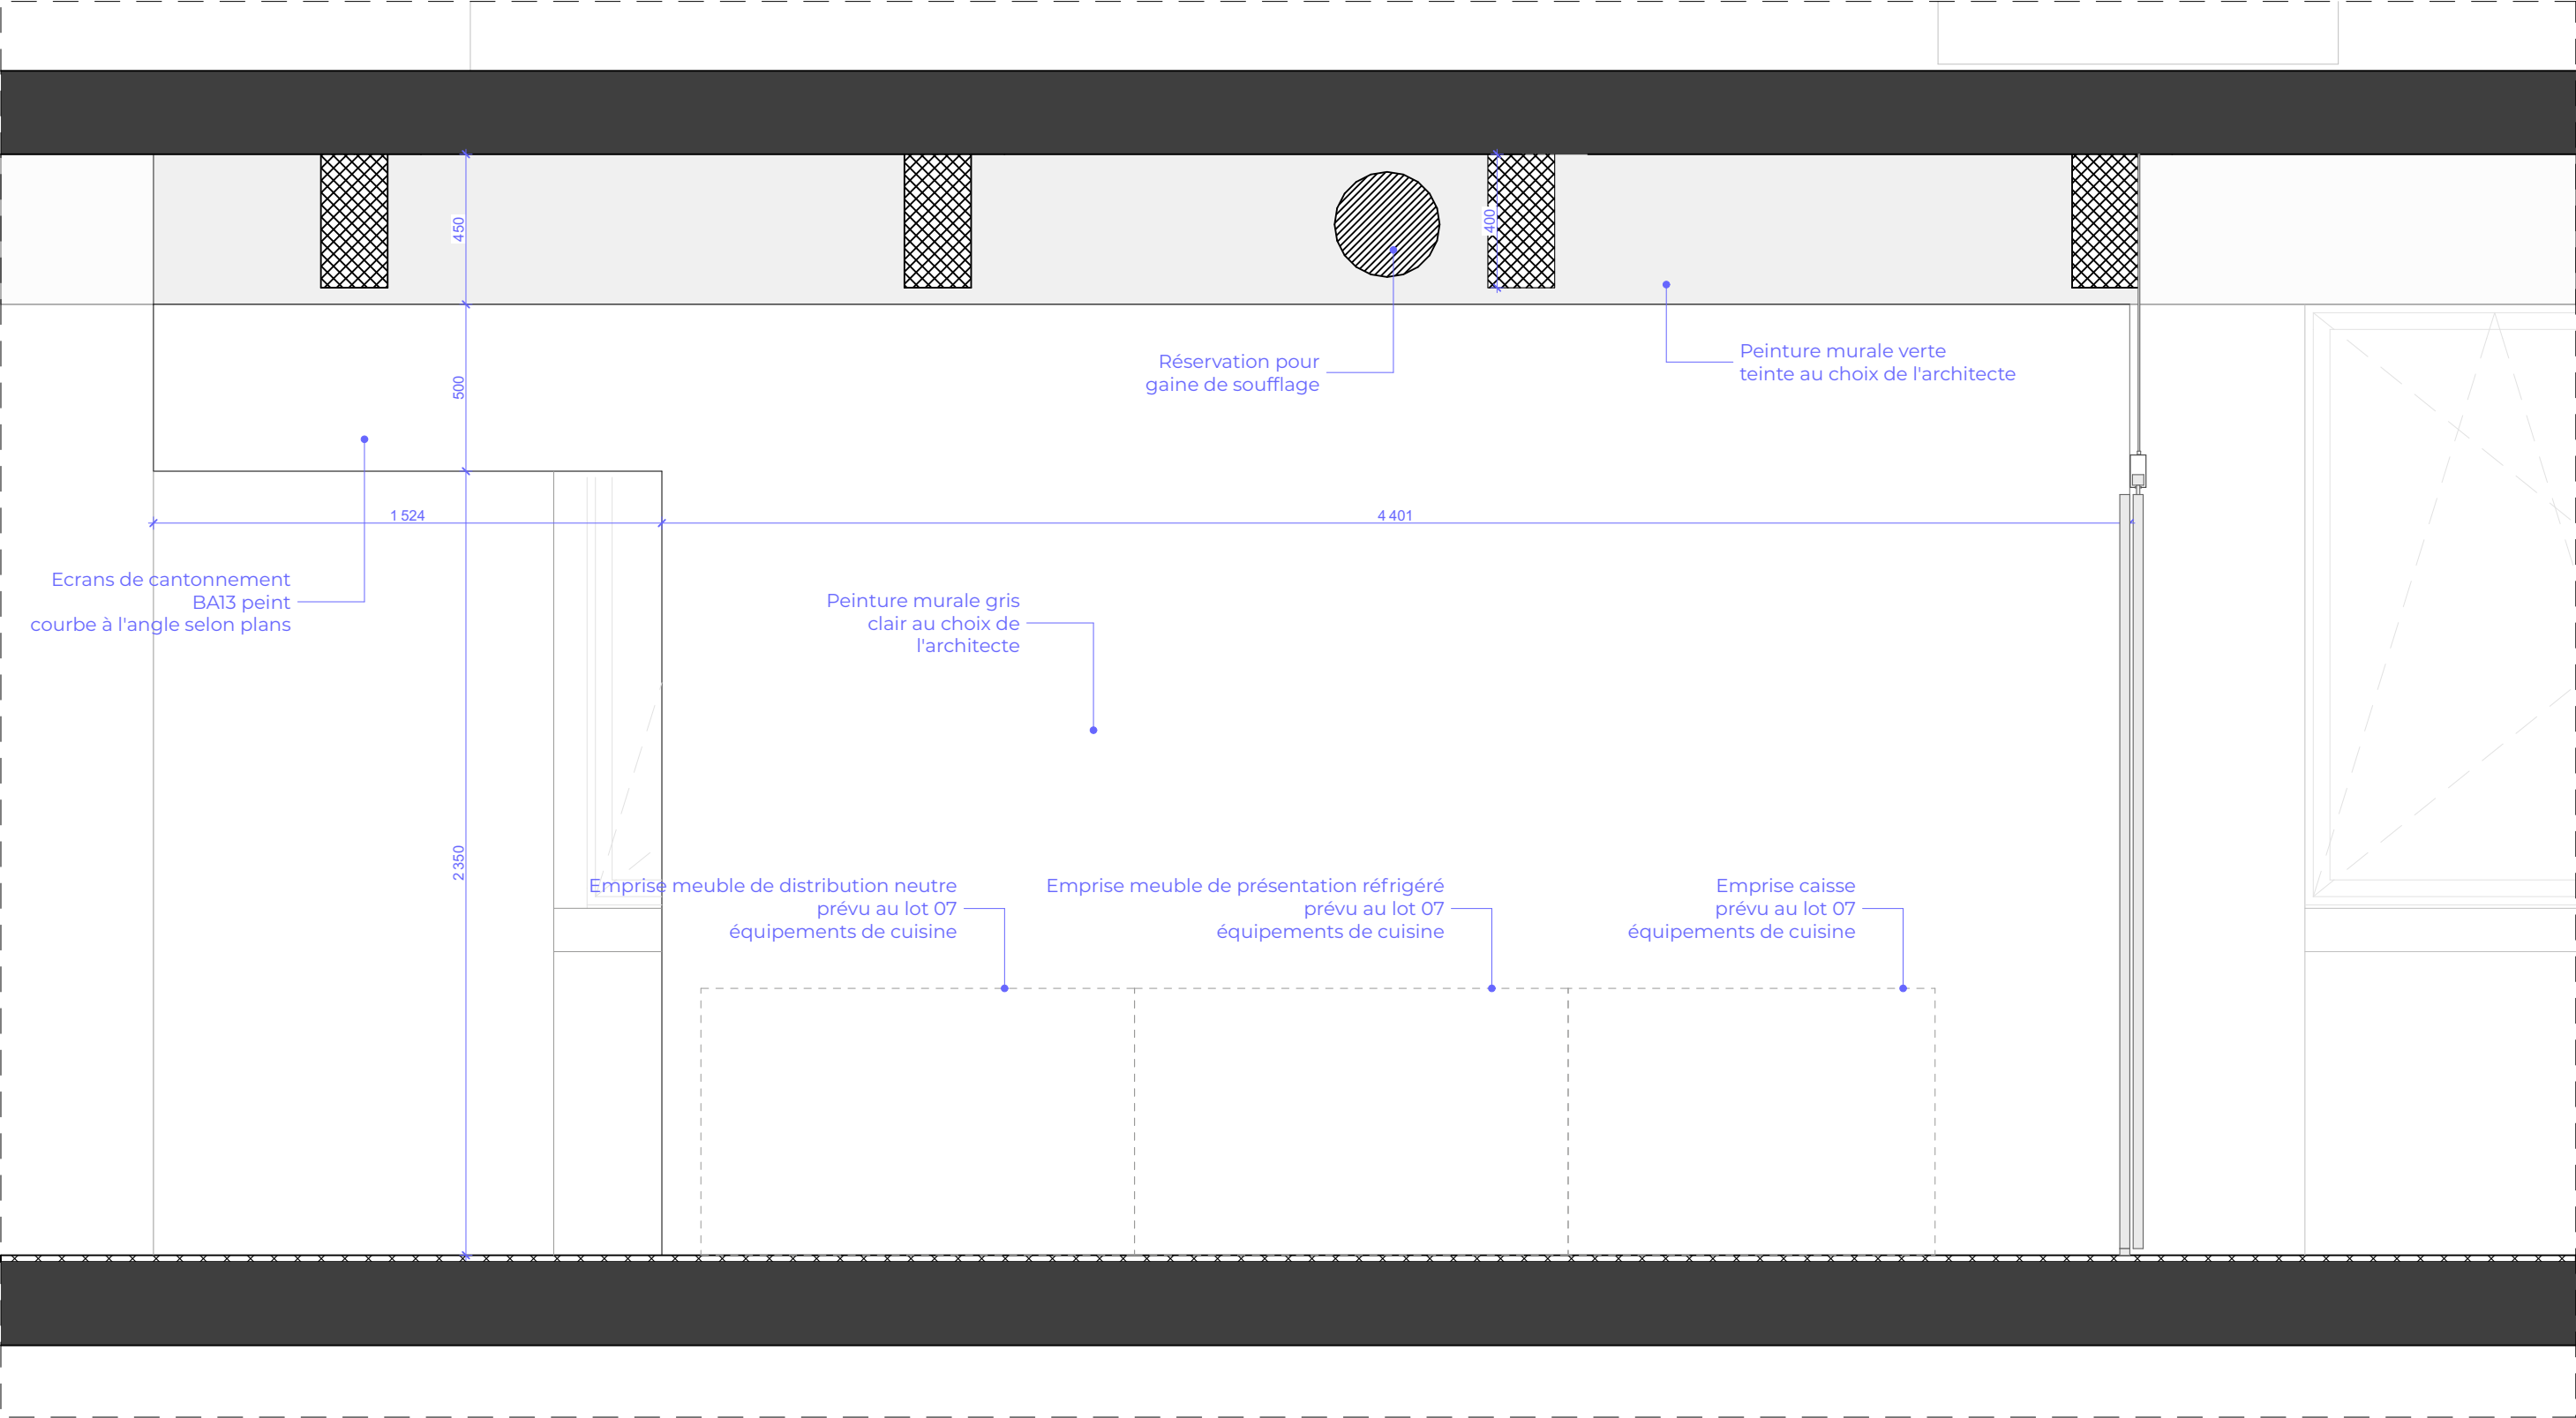 450
400
500
Réservation pour
gaine de soufflage
Peinture murale verte
teinte au choix de l'architecte
1 524
4 401
Ecrans de cantonnement
BA13 peint
courbe à l'angle selon plans
Peinture murale gris
clair au choix de
l'architecte
2 350
Emprise meuble de distribution neutre
prévu au lot 07
équipements de cuisine
Emprise meuble de présentation réfrigéré
prévu au lot 07
équipements de cuisine
Emprise caisse
prévu au lot 07
équipements de cuisine